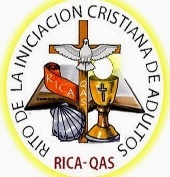 RITO DE LA INICIACION CRISTIANA DE ADULTOS
RICA
RICA-QAS